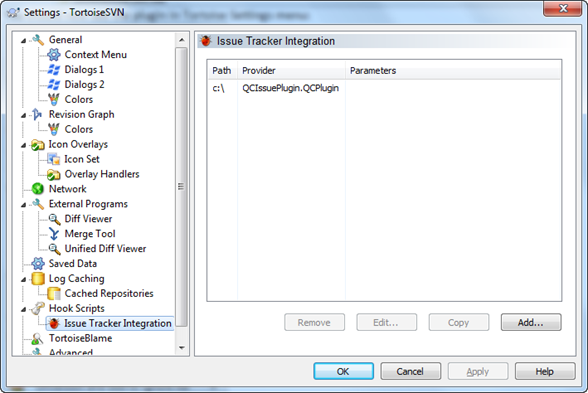 Settings - TortoiseSVN
General
Context Menu
Dialogs 1
Dialogs 2
Colors
Revision Graph
Colors
Icon Overlays
Icon Set
Overlay Handlers
Network
External Programs
Diff Viewer
Merge Tool
Unified Diff Viewer
Saved Data
Log Caching
Cached Repositories
Hook Scripts
Issue Tracker Integration
TortoiseBlame
Advanced
Issue Tracker Integration
Path Provider Parameters
c:\ QCIssuePlugin.QCPlugin
Remove Edit... Copy Add...
OK Cancel Apply Help